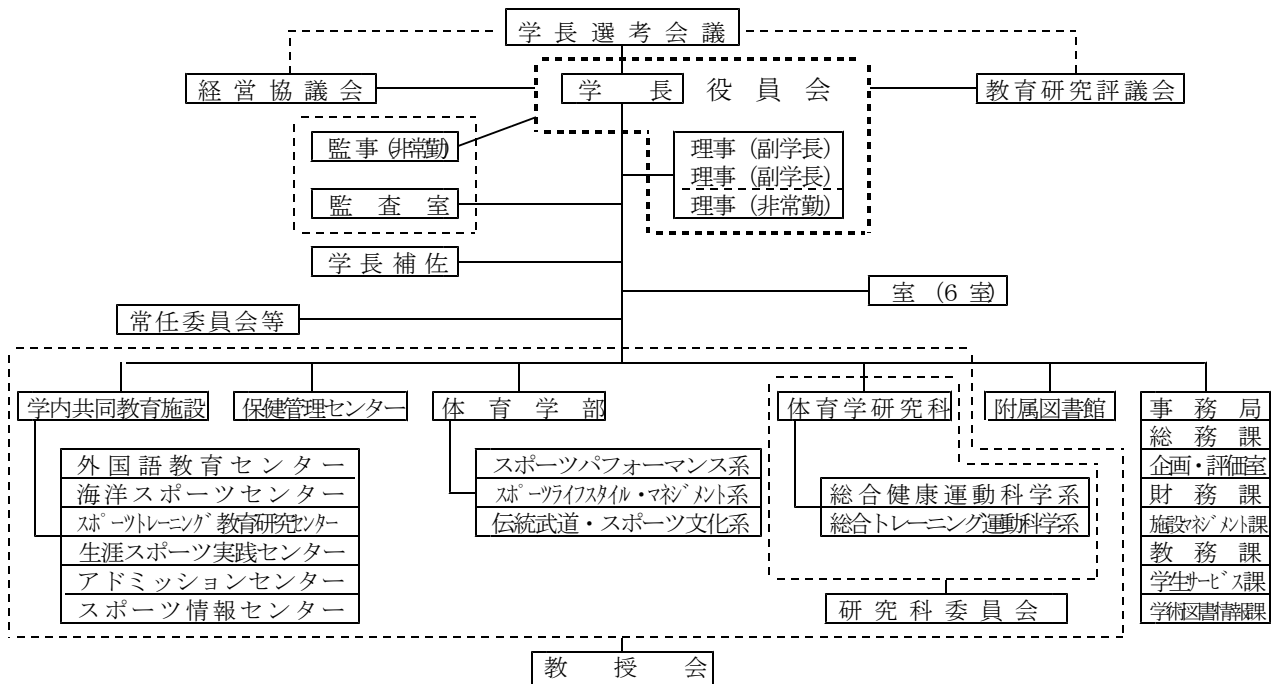 学長選考会議
経営協議会
学長
役員会
教育研究評議会
監事(非常勤)
理事(副学長)
理事(副学長)
理事(非常勤)
監査室
学長補佐
室(6室)
常任委員会等
学内共同教育施設
保健管理センター
体育学部
体育学研究科
附属図書館
事務局
総務課
企画・評価室
財務課
施設マネジメント課
教務課
学生サービス課
学術図書情報課
外国語教育センター
海洋スポーツセンター
スポーツトレーニング教育研究センター
生涯スポーツ実践センター
アドミッションセンター
スポーツ情報センター
スポーツパフォーマンス系
スポーツライフスタイル・マネジメント系
伝統武道・スポーツ文化系
総合健康運動科学系
総合トレーニング運動科学系
研究科委員会
教授会